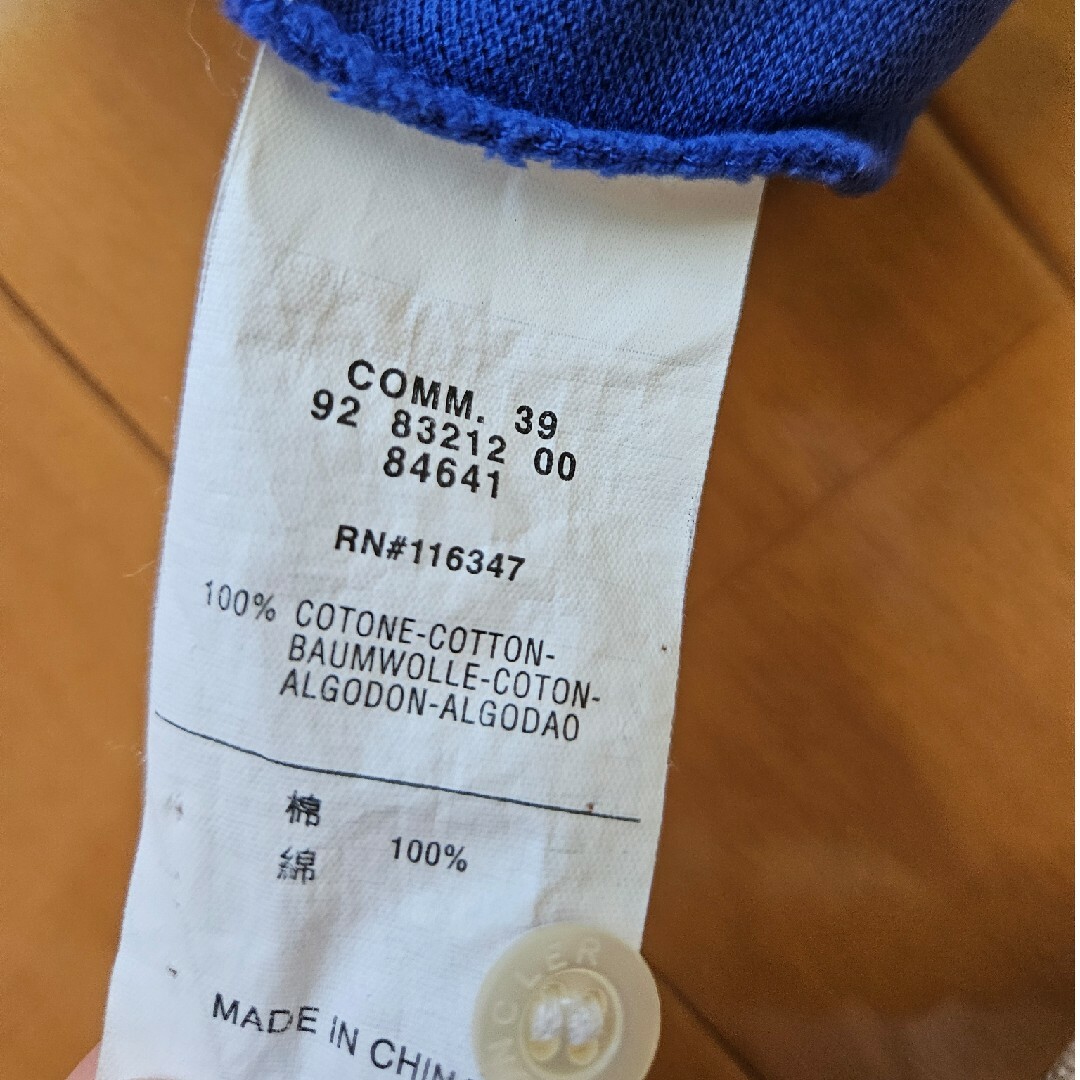 COMM. 39
92 83212 00
84641
RN#116347
100% COTONE-COTTON-
BAUMWOLLE-COTON-
ALGODON-ALGODAO
棉
綿 100%
MADE IN
NCLER